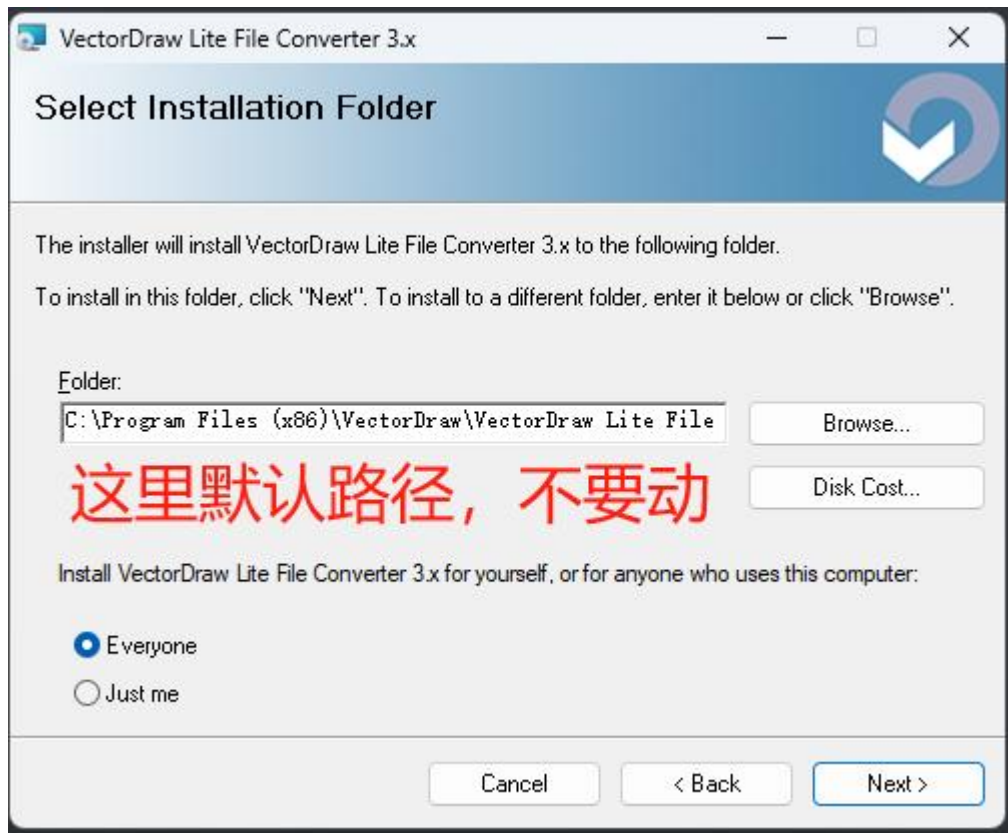 VectorDraw Lite File Converter 3.x
Select Installation Folder
The installer will install VectorDraw Lite File Converter 3.x to the following folder.
To install in this folder, click "Next". To install to a different folder, enter it below or click "Browse".
Folder:
C:\Program Files (x86)\VectorDraw\VectorDraw Lite File
Browse...
这里默认路径，不要动
Disk Cost...
Install VectorDraw Lite File Converter 3.x for yourself, or for anyone who uses this computer:
Everyone
Just me
Cancel
< Back
Next >